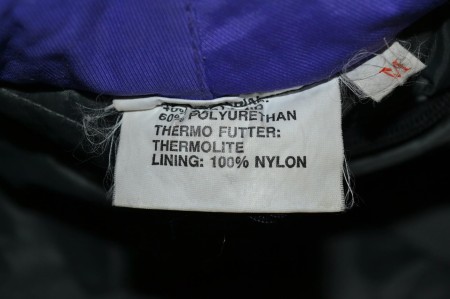 60% POLYURETHAN
THERMO FUTTER:
THERMOLITE
LINING: 100% NYLON
M